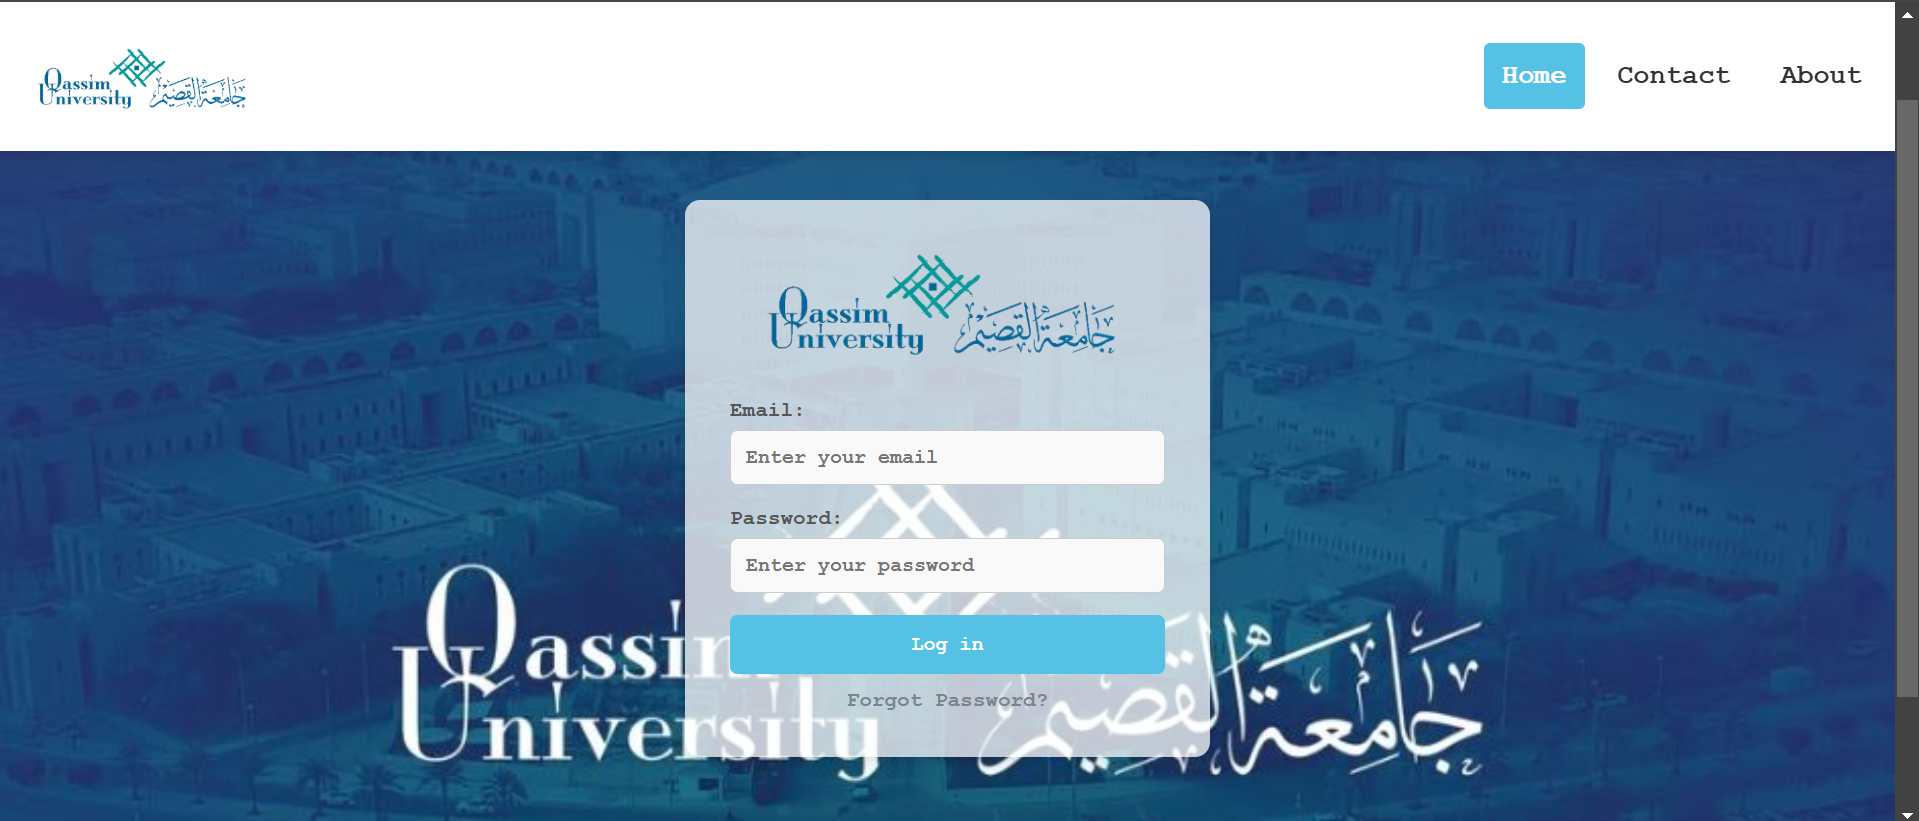 Qassim
University
جامعة القصيم
Home
Contact
About
Qassim
University
جامعة القصيم
Email:
Enter your email
Password:
Enter your password
Log in
Forgot Password?
Qassim
University
جامعة القصيم